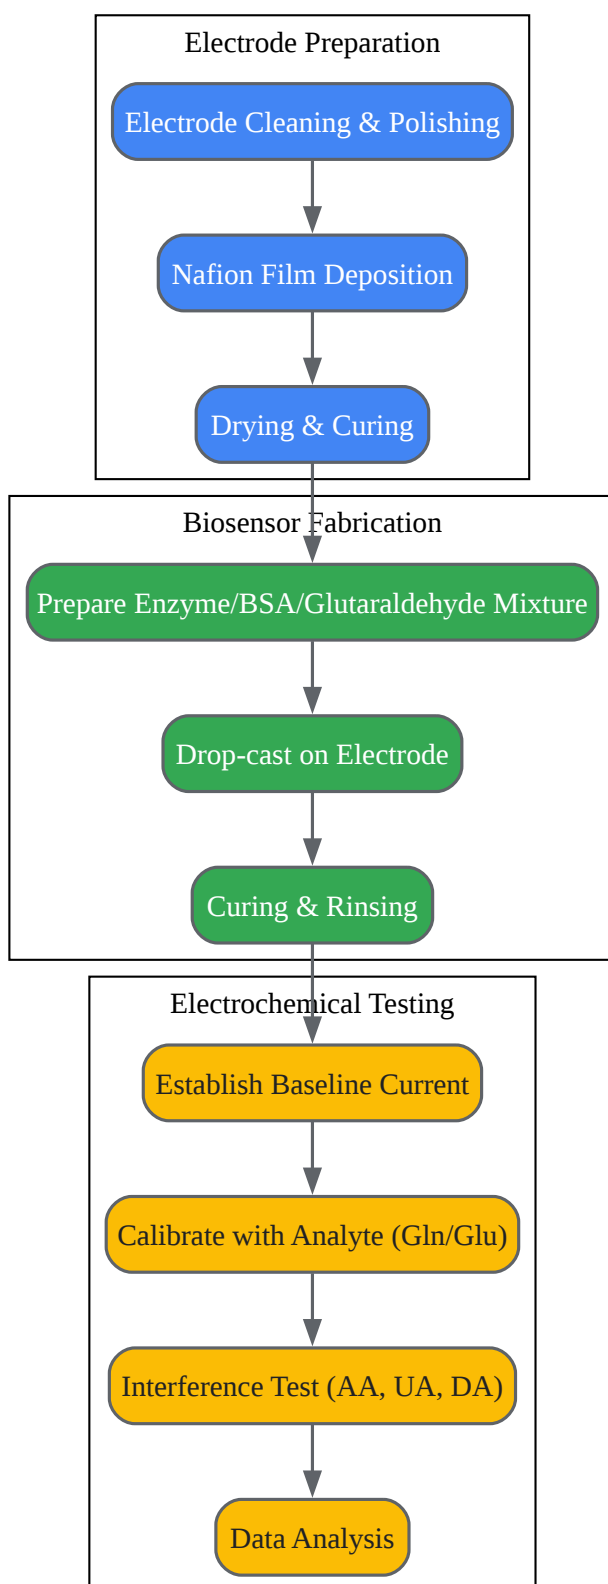 Electrode Preparation
Electrode Cleaning & Polishing
Nafion Film Deposition
Drying & Curing
Biosensor Fabrication
Prepare Enzyme/BSA/Glutaraldehyde Mixture
Drop-cast on Electrode
Curing & Rinsing
Electrochemical Testing
Establish Baseline Current
Calibrate with Analyte (Gln/Glu)
Interference Test (AA, UA, DA)
Data Analysis